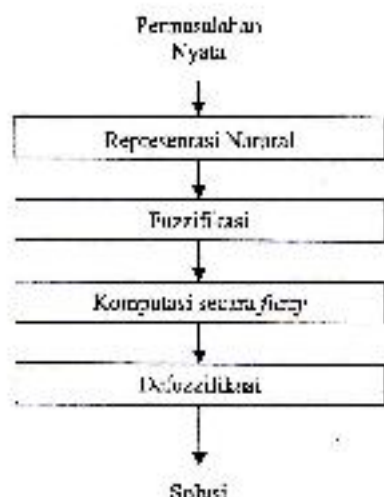 Permasalahan
Nyata
Representasi Natural
Fuzzifikasi
Komputasi secara fuzzy
Defuzzifikasi
Solusi